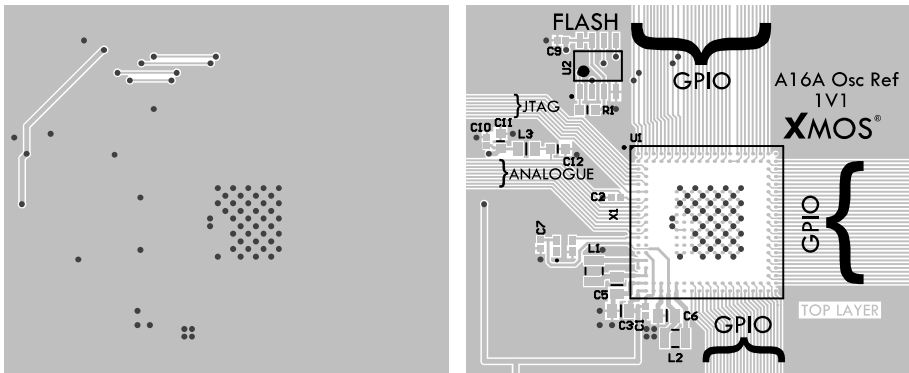 FLASH
C9
U2
GPIO
A16A Osc Ref
1V1
XMOS®
R1
JTAG
U1
C10
C11
L3
C12
ANALOGUE
C2
X1
GPIO
C7
L1
C5
C3
C1
C6
L2
GPIO
TOP LAYER